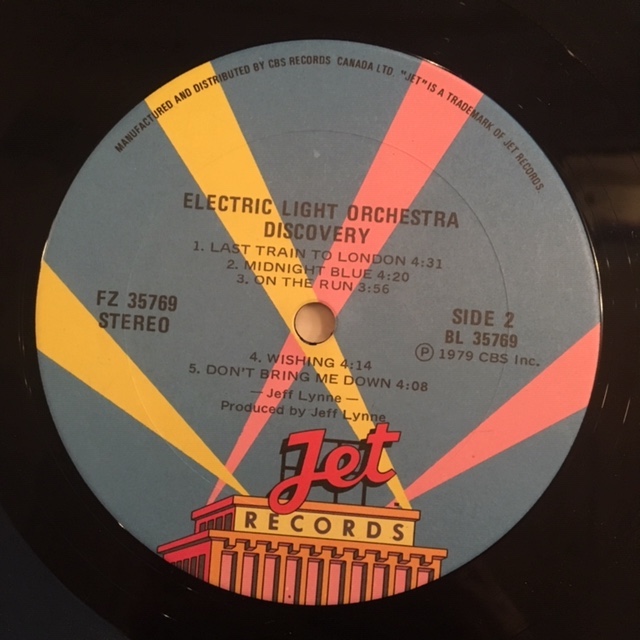 MANUFACTURED AND DISTRIBUTED BY CBS RECORDS CANADA LTD. "JET" IS A TRADEMARK OF JET RECORDS.
ELECTRIC LIGHT ORCHESTRA
DISCOVERY
1. LAST TRAIN TO LONDON 4:31
2. MIDNIGHT BLUE 4:20
3. ON THE RUN 3:56
FZ 35769
STEREO
SIDE 2
BL 35769
Ⓟ 1979 CBS Inc.
4. WISHING 4:14
5. DON'T BRING ME DOWN 4:08
— Jeff Lynne —
Produced by Jeff Lynne
Jet
RECORDS